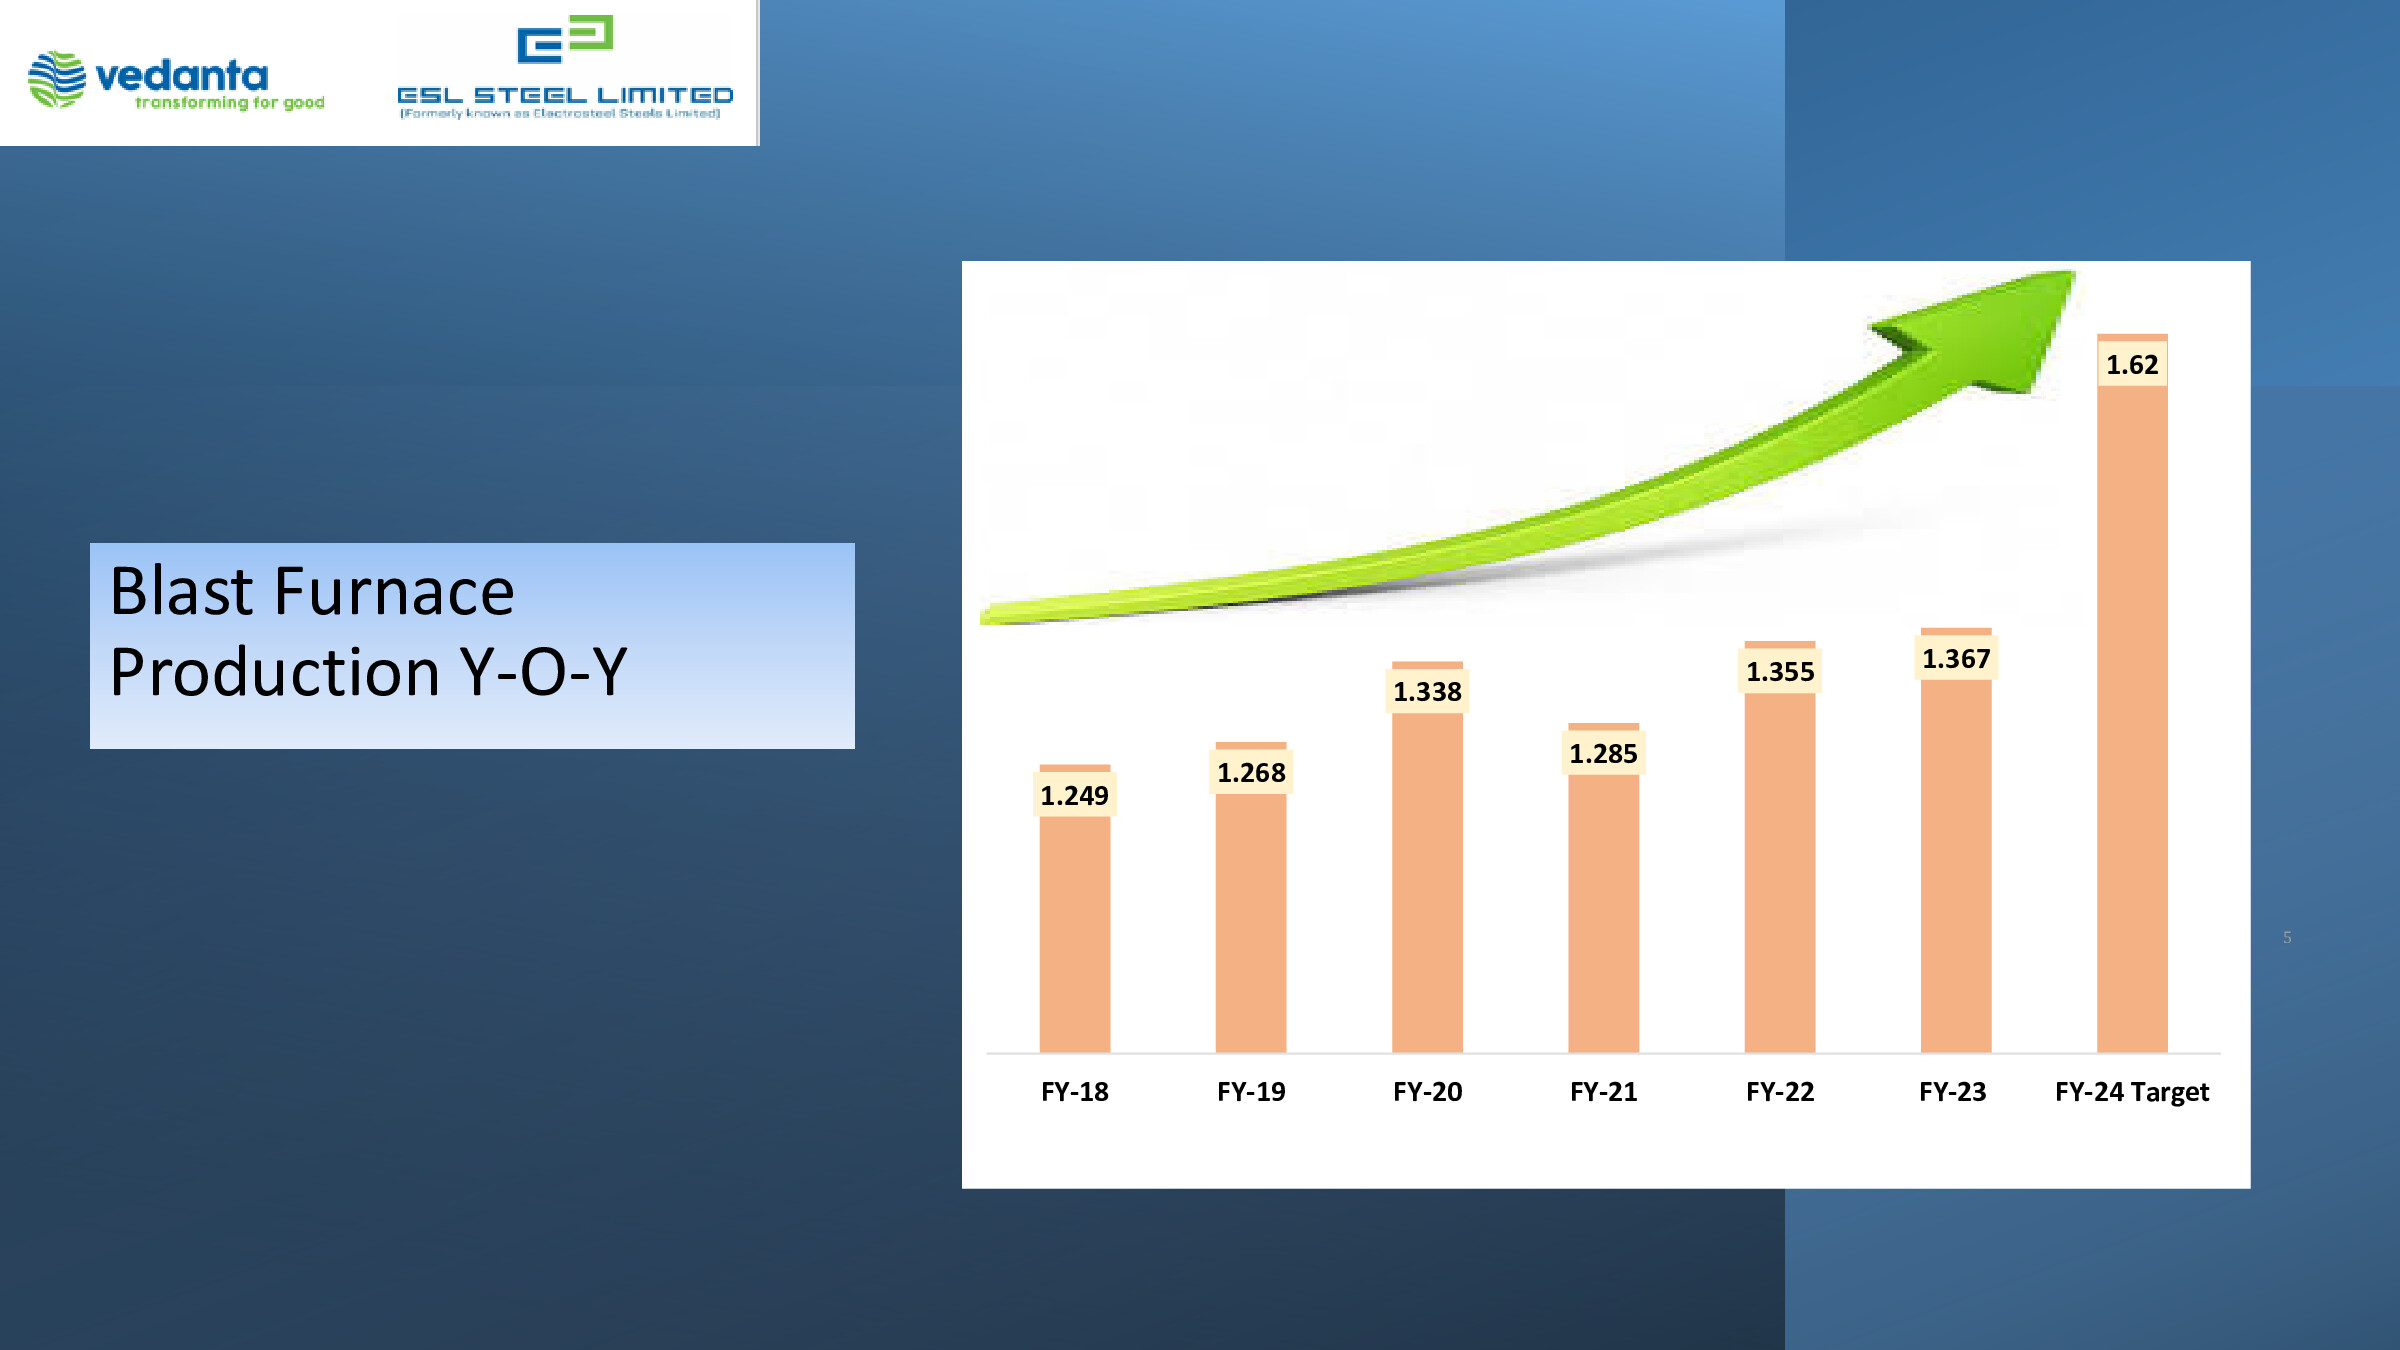 vedanta
transforming for good
ESL STEEL LIMITED
(Formerly known as Electrosteel Steels Limited)
Blast Furnace
Production Y-O-Y
1.249
1.268
1.338
1.285
1.355
1.367
1.62
FY-18
FY-19
FY-20
FY-21
FY-22
FY-23
FY-24 Target
5